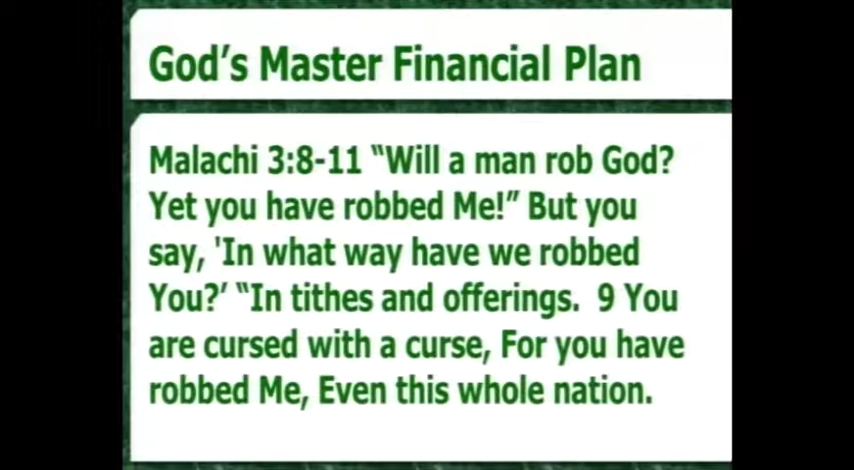 God’s Master Financial Plan
Malachi 3:8-11 “Will a man rob God?
Yet you have robbed Me!” But you
say, 'In what way have we robbed
You?’ “In tithes and offerings.  9 You
are cursed with a curse, For you have
robbed Me, Even this whole nation.